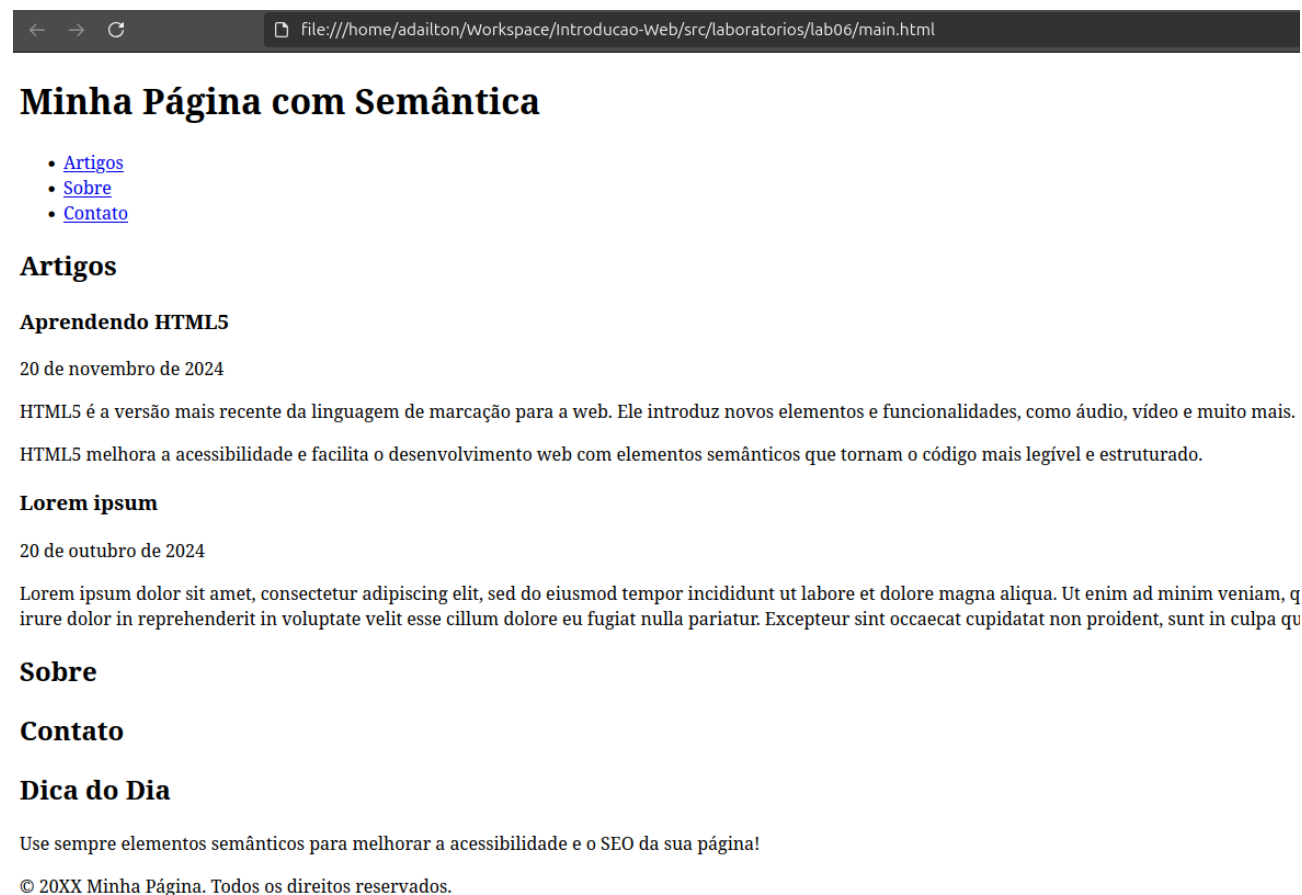 file:///home/adailton/Workspace/Introducao-Web/src/laboratorios/lab06/main.html
Minha Página com Semântica
Artigos
Sobre
Contato
Artigos
Aprendendo HTML5
20 de novembro de 2024
HTML5 é a versão mais recente da linguagem de marcação para a web. Ele introduz novos elementos e funcionalidades, como áudio, vídeo e muito mais.
HTML5 melhora a acessibilidade e facilita o desenvolvimento web com elementos semânticos que tornam o código mais legível e estruturado.
Lorem ipsum
20 de outubro de 2024
Lorem ipsum dolor sit amet, consectetur adipiscing elit, sed do eiusmod tempor incididunt ut labore et dolore magna aliqua. Ut enim ad minim veniam, q
irure dolor in reprehenderit in voluptate velit esse cillum dolore eu fugiat nulla pariatur. Excepteur sint occaecat cupidatat non proident, sunt in culpa qu
Sobre
Contato
Dica do Dia
Use sempre elementos semânticos para melhorar a acessibilidade e o SEO da sua página!
© 20XX Minha Página. Todos os direitos reservados.